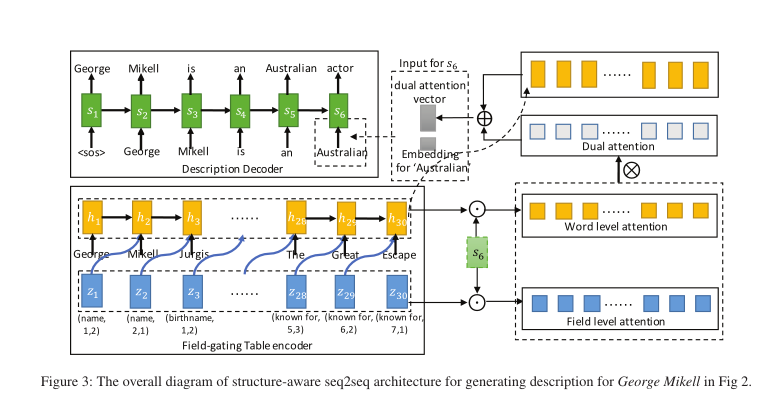 George Mikell is an Australian actor
s1 s2 s3 s4 s5 s6
<sos> George Mikell is an Australian
Description Decoder
Input for s6
dual attention
vector
Embedding
for 'Australian'
Dual attention
Word level attention
s6
Field level attention
h1 h2 h3 ...... h28 h29 h30
George Mikell Jurgis The Great Escape
z1 z2 z3 ...... z28 z29 z30
(name, (name, (birthname, (known for, (known for, (known for,
1,2) 2,1) 1,2) 5,3) 6,2) 7,1)
Field-gating Table encoder
Figure 3: The overall diagram of structure-aware seq2seq architecture for generating description for George Mikell in Fig 2.